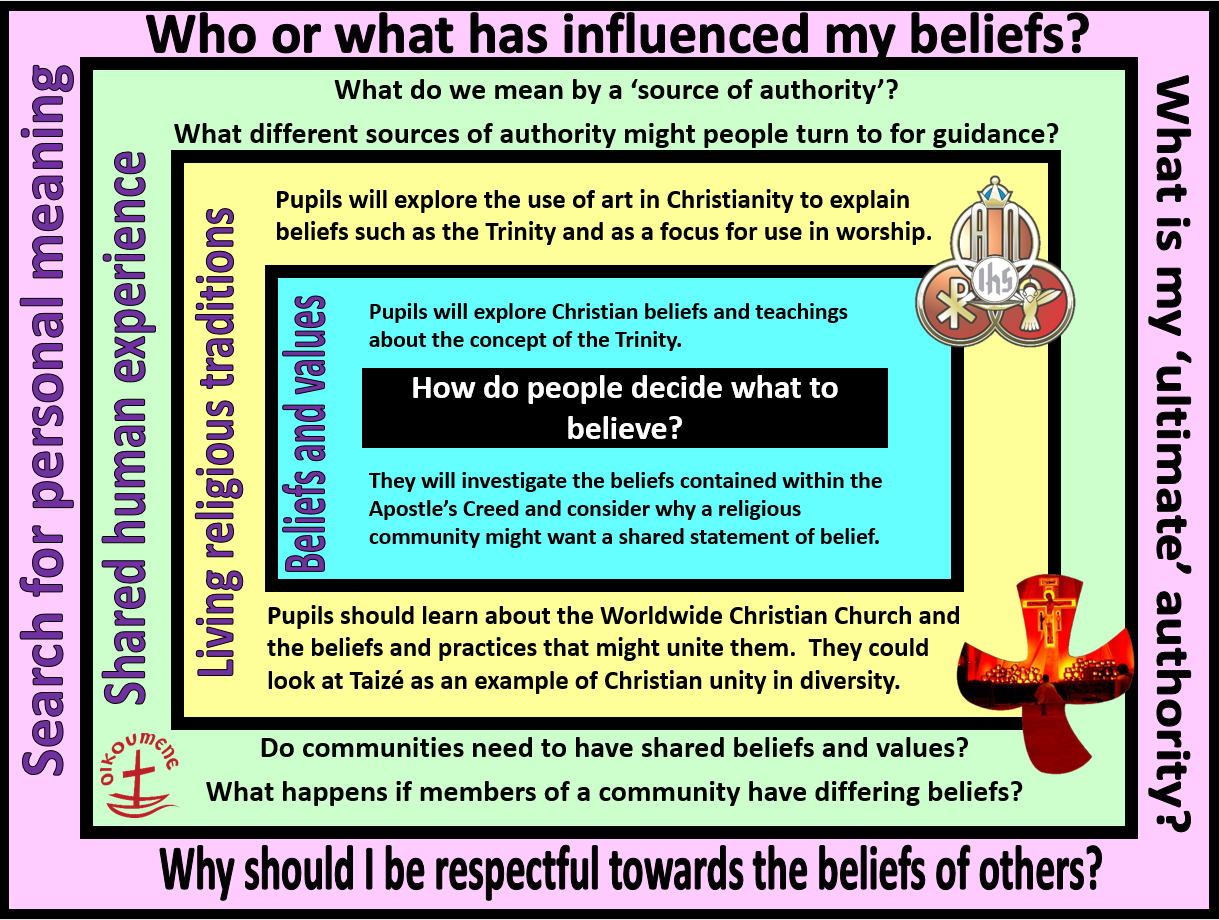 Who or what has influenced my beliefs?
Search for personal meaning
What is my ‘ultimate’ authority?
What do we mean by a ‘source of authority’?
What different sources of authority might people turn to for guidance?
Shared human experience
Living religious traditions
Pupils will explore the use of art in Christianity to explain
beliefs such as the Trinity and as a focus for use in worship.
Ihs
Beliefs and values
Pupils will explore Christian beliefs and teachings
about the concept of the Trinity.
How do people decide what to
believe?
They will investigate the beliefs contained within the
Apostle’s Creed and consider why a religious
community might want a shared statement of belief.
Pupils should learn about the Worldwide Christian Church and
the beliefs and practices that might unite them.  They could
look at Taizé as an example of Christian unity in diversity.
OIKOUMENE
Do communities need to have shared beliefs and values?
What happens if members of a community have differing beliefs?
Why should I be respectful towards the beliefs of others?